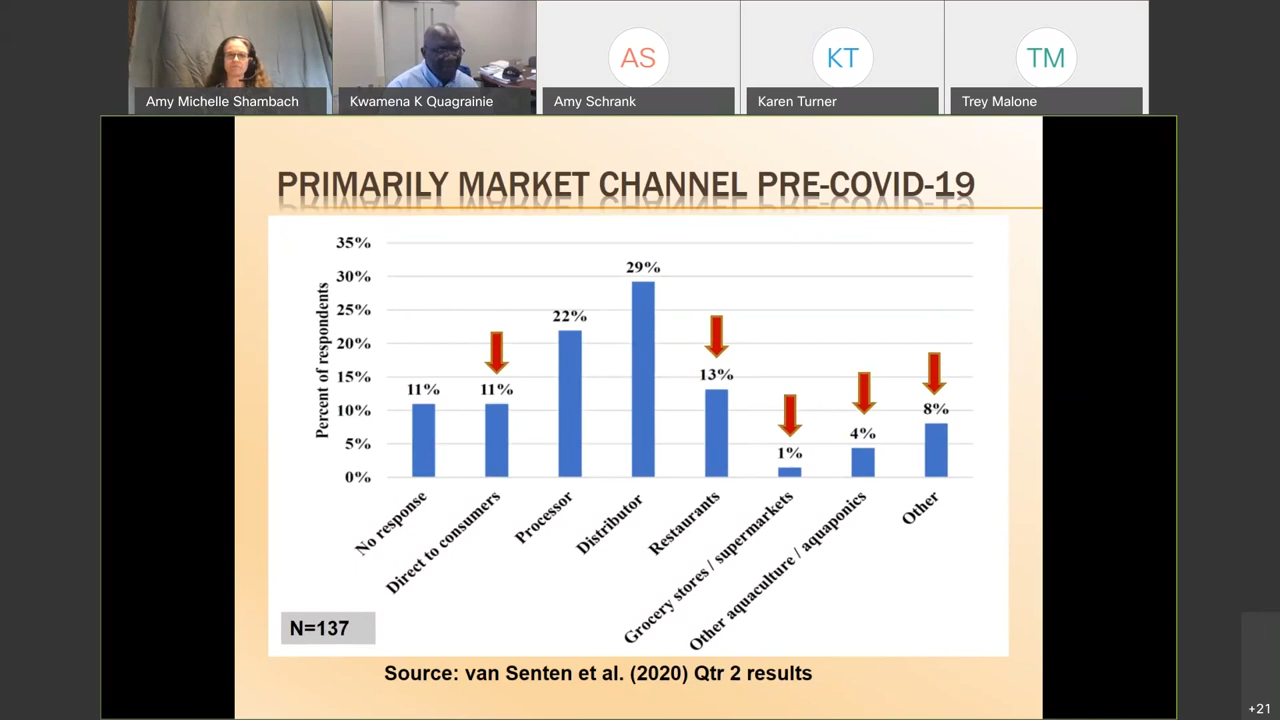 AS
KT
TM
Amy Michelle Shambach
Kwamena K Quagrainie
Amy Schrank
Karen Turner
Trey Malone
PRIMARILY MARKET CHANNEL PRE-COVID-19
Percent of respondents
35%
30%
25%
20%
15%
10%
5%
0%
11%
11%
22%
29%
13%
1%
4%
8%
No response
Direct to consumers
Processor
Distributor
Restaurants
Grocery stores / supermarkets
Other aquaculture / aquaponics
Other
N=137
Source: van Senten et al. (2020) Qtr 2 results
+21